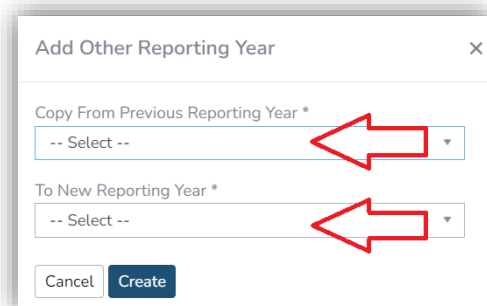 Add Other Reporting Year ×
Copy From Previous Reporting Year *
-- Select --
To New Reporting Year *
-- Select --
Cancel Create